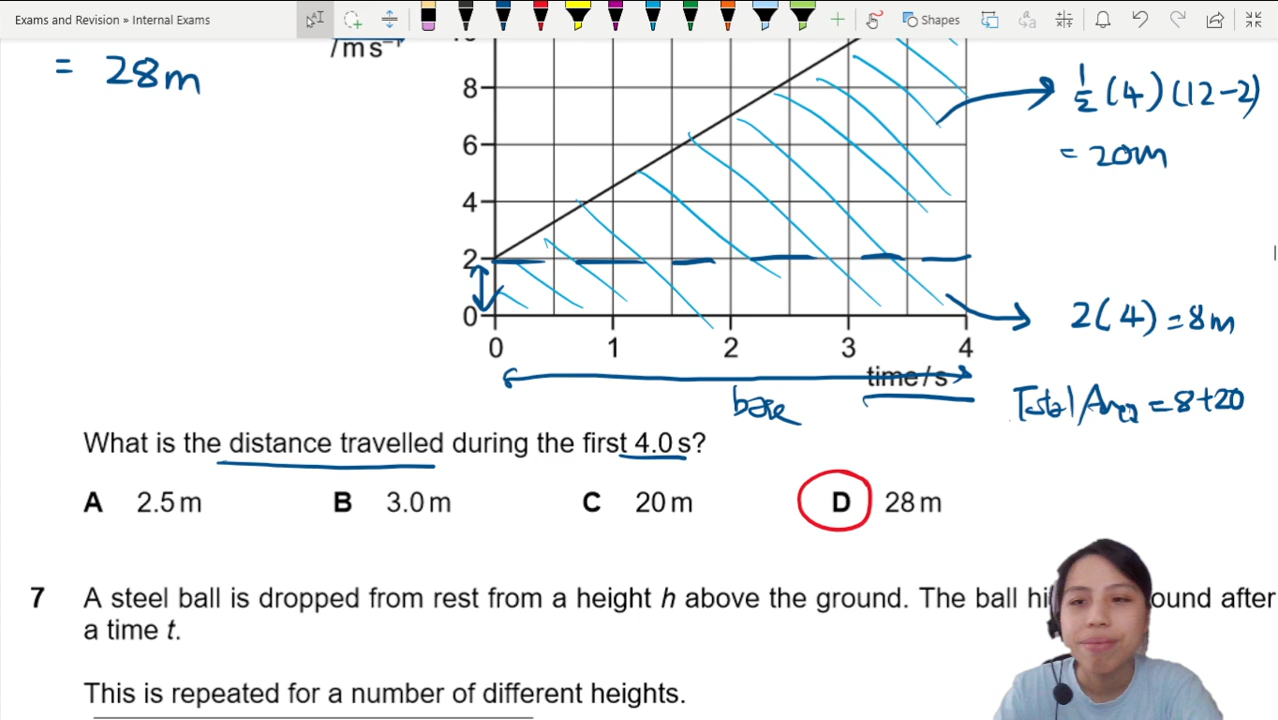 Exams and Revision » Internal Exams
Shapes
= 28m
/m s⁻¹
8
6
4
2
0
0 1 2 3 4
time/s
base
½(4)(12-2)
= 20m
2(4)=8m
Total Area = 8+20
What is the distance travelled during the first 4.0 s?
A 2.5 m B 3.0 m C 20 m D 28 m
7 A steel ball is dropped from rest from a height h above the ground. The ball ound after
a time t.
This is repeated for a number of different heights.